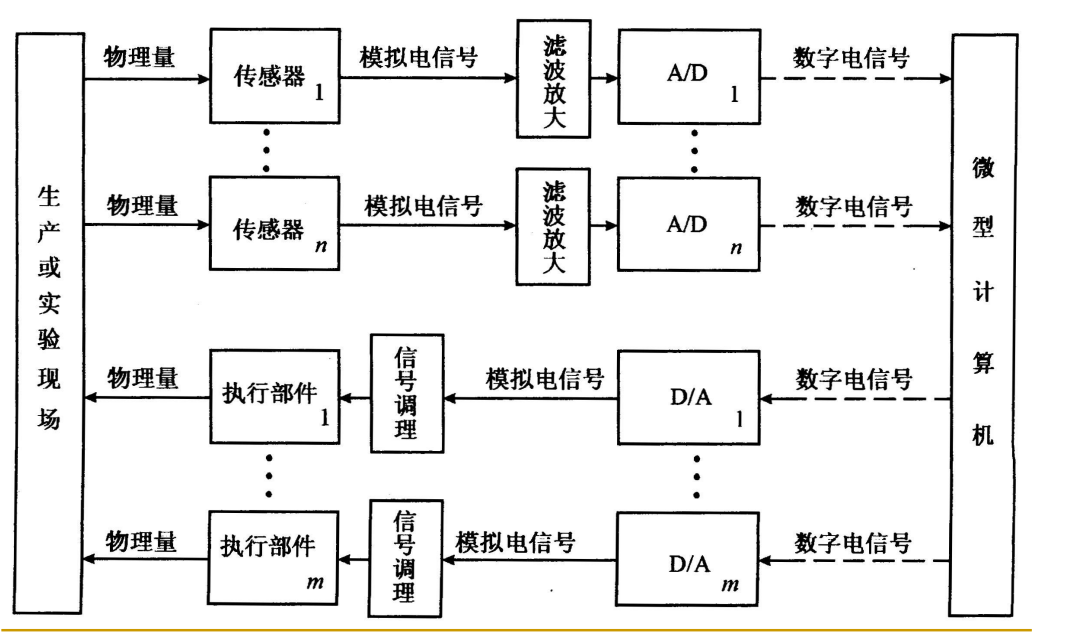 生产或实验现场
物理量
传感器 1
模拟电信号
滤波放大
A/D 1
数字电信号
物理量
传感器 n
模拟电信号
滤波放大
A/D n
数字电信号
微型计算机
物理量
执行部件 1
信号调理
模拟电信号
D/A 1
数字电信号
物理量
执行部件 m
信号调理
模拟电信号
D/A m
数字电信号